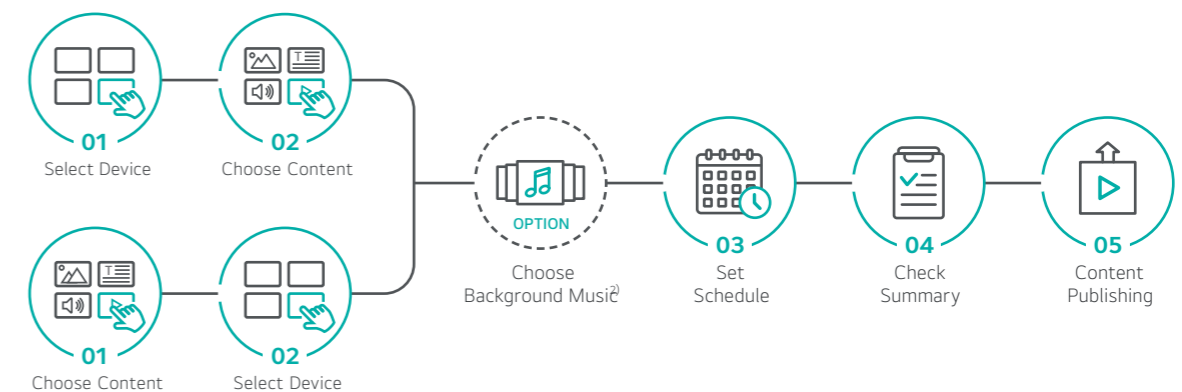 01
Select Device
02
Choose Content
01
Choose Content
02
Select Device
OPTION
Choose
Background Music2)
03
Set
Schedule
04
Check
Summary
05
Content
Publishing